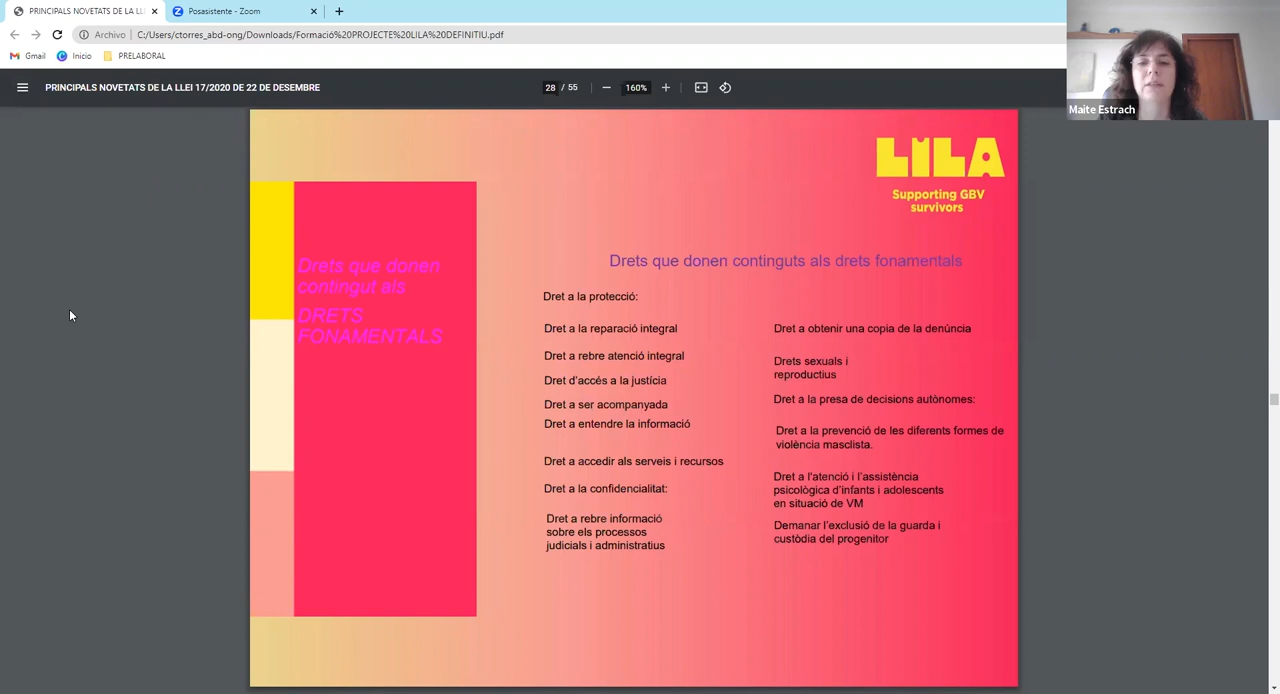 PRINCIPALS NOVETATS DE LA LL
Posasistente - Zoom
Archivo
C:/Users/ctorres_abd-ong/Downloads/Formació%20PROJECTE%20LILA%20DEFINITIU.pdf
Gmail
Inicio
PRELABORAL
PRINCIPALS NOVETATS DE LA LLEI 17/2020 DE 22 DE DESEMBRE
28 / 55
160%
Maite Estrach
LILA
Supporting GBV
survivors
Drets que donen
contingut als
DRETS
FONAMENTALS
Drets que donen continguts als drets fonamentals
Dret a la protecció:
Dret a la reparació integral
Dret a rebre atenció integral
Dret d'accés a la justícia
Dret a ser acompanyada
Dret a entendre la informació
Dret a accedir als serveis i recursos
Dret a la confidencialitat:
Dret a rebre informació
sobre els processos
judicials i administratius
Dret a obtenir una copia de la denúncia
Drets sexuals i
reproductius
Dret a la presa de decisions autònomes:
Dret a la prevenció de les diferents formes de
violència masclista.
Dret a l'atenció i l'assistència
psicològica d'infants i adolescents
en situació de VM
Demanar l'exclusió de la guarda i
custòdia del progenitor